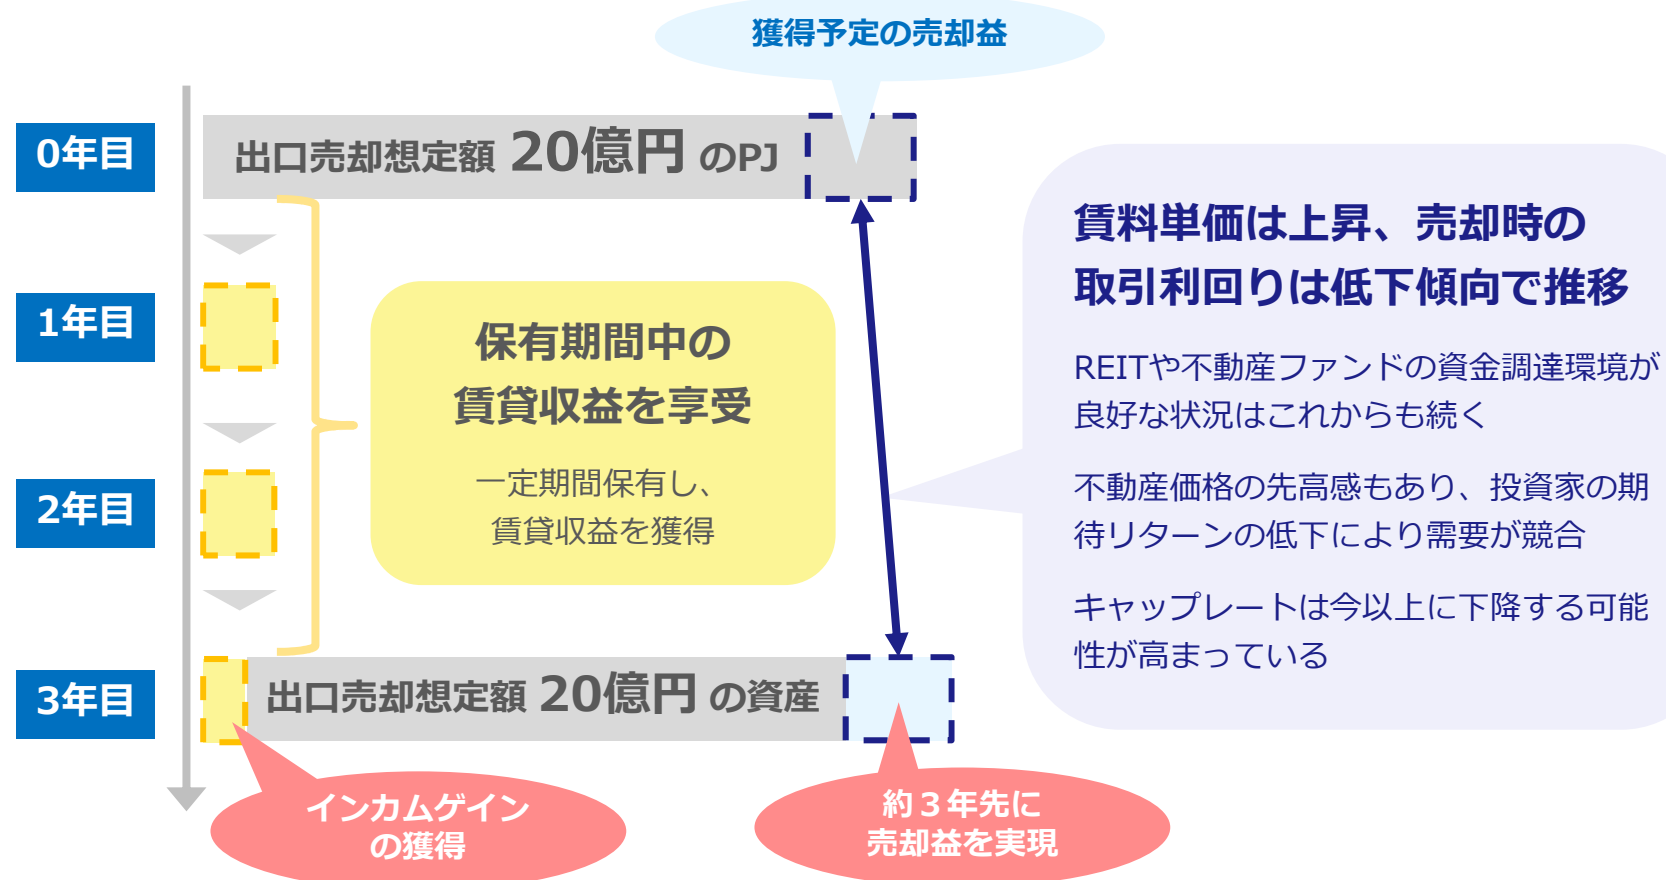 獲得予定の売却益
0年目
出口売却想定額 20億円 のPJ
1年目
保有期間中の
賃貸収益を享受
一定期間保有し、
賃貸収益を獲得
2年目
賃料単価は上昇、売却時の
取引利回りは低下傾向で推移
REITや不動産ファンドの資金調達環境が
良好な状況はこれからも続く
不動産価格の先高感もあり、投資家の期
待リターンの低下により需要が競合
キャップレートは今以上に下降する可能
性が高まっている
3年目
出口売却想定額 20億円 の資産
インカムゲイン
の獲得
約３年先に
売却益を実現